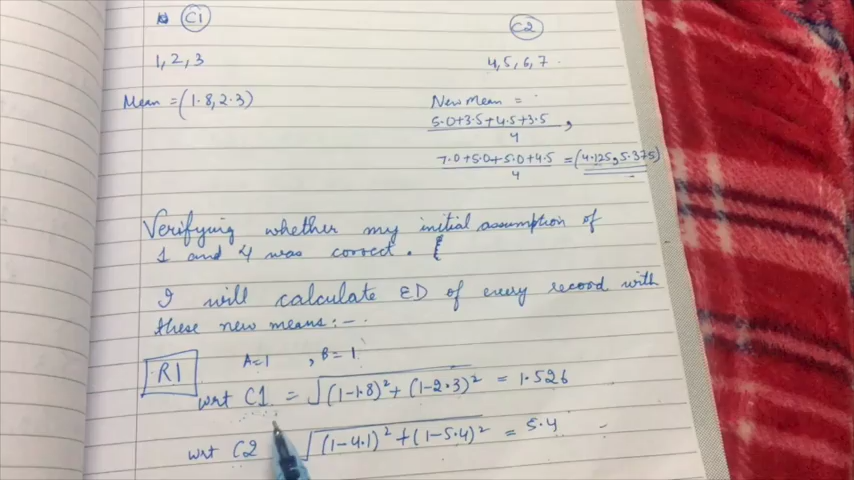 C1 C2
1,2,3 4,5,6,7
Mean = (1.8,2.3) New Mean =
5.0+3.5+4.5+3.5
4 ,
7.0+5.0+5.0+4.5 = (4.125, 5.375)
4
Verifying whether my initial assumption of
1 and 4 was correct.
I will calculate ED of every record with
these new means:-
R1 A=1 , B=1
wrt C1 = √(1-1.8)² + (1-2.3)² = 1.526
wrt C2 √(1-4.1)² + (1-5.4)² = 5.4